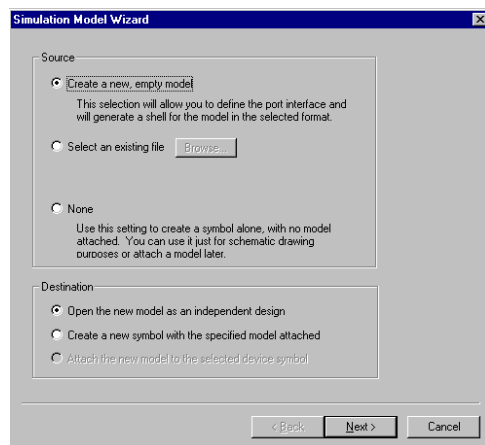 Simulation Model Wizard
Source
Create a new, empty model
This selection will allow you to define the port interface and
will generate a shell for the model in the selected format.
Select an existing file
Browse...
None
Use this setting to create a symbol alone, with no model
attached. You can use it just for schematic drawing
purposes or attach a model later.
Destination
Open the new model as an independent design
Create a new symbol with the specified model attached
Attach the new model to the selected device symbol
< Back
Next >
Cancel